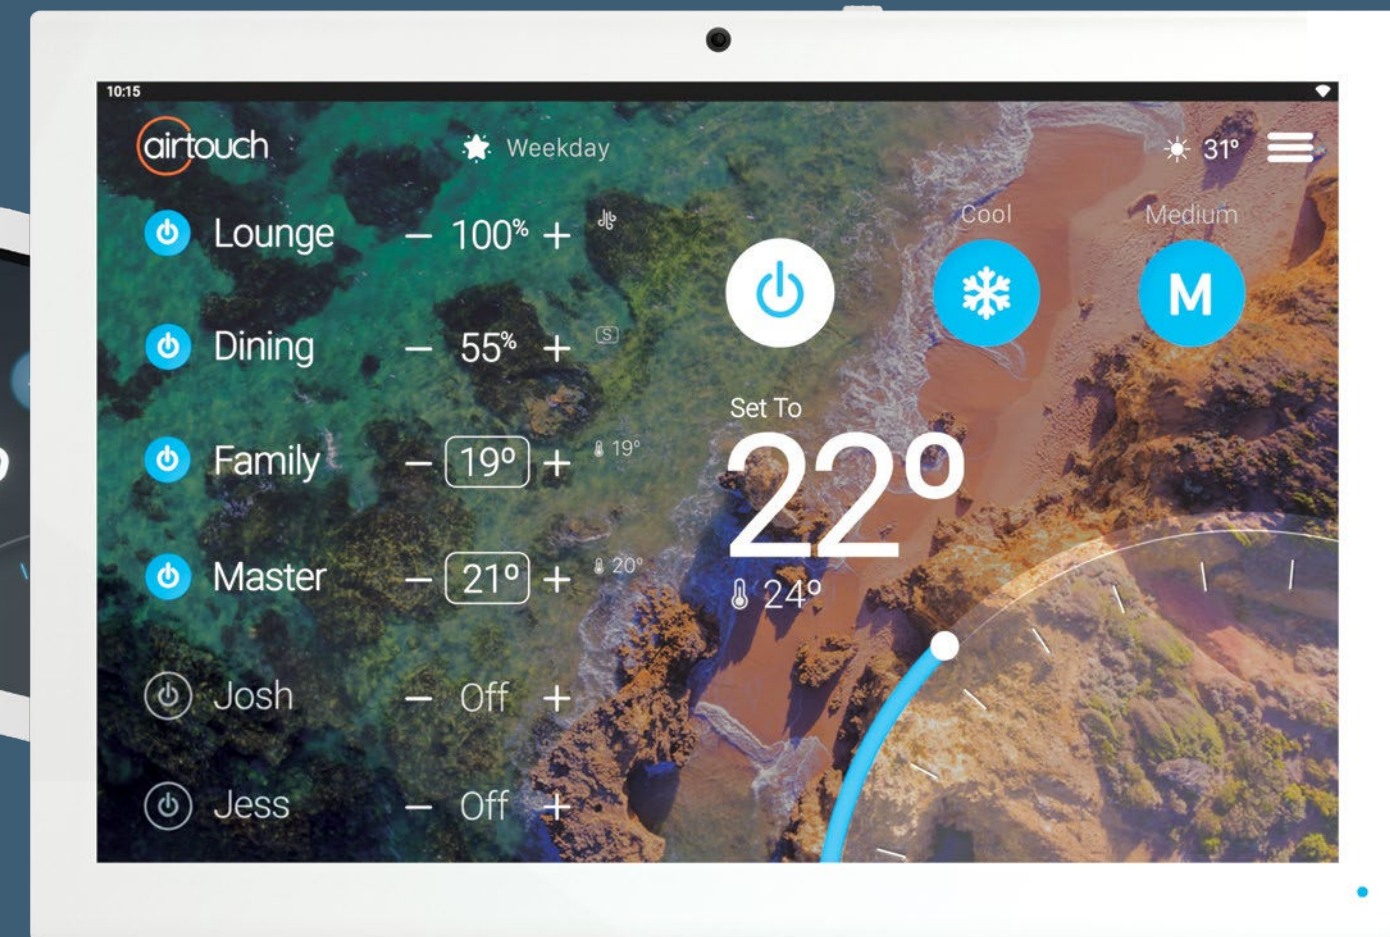 10:15
airtouch
Weekday
31°
Lounge
100%
Dining
55%
S
Family
19°
19°
Master
21°
20°
Josh
Off
Jess
Off
Cool
Medium
M
Set To
22°
24°